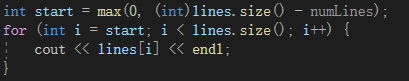 int start = max(0, (int)lines.size() - numLines);
for (int i = start; i < lines.size(); i++) {
    cout << lines[i] << endl;
}